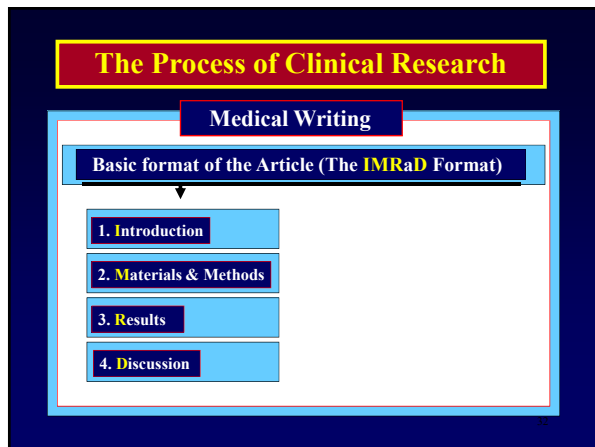 The Process of Clinical Research
Medical Writing
Basic format of the Article (The IMRaD Format)
1. Introduction
2. Materials & Methods
3. Results
4. Discussion